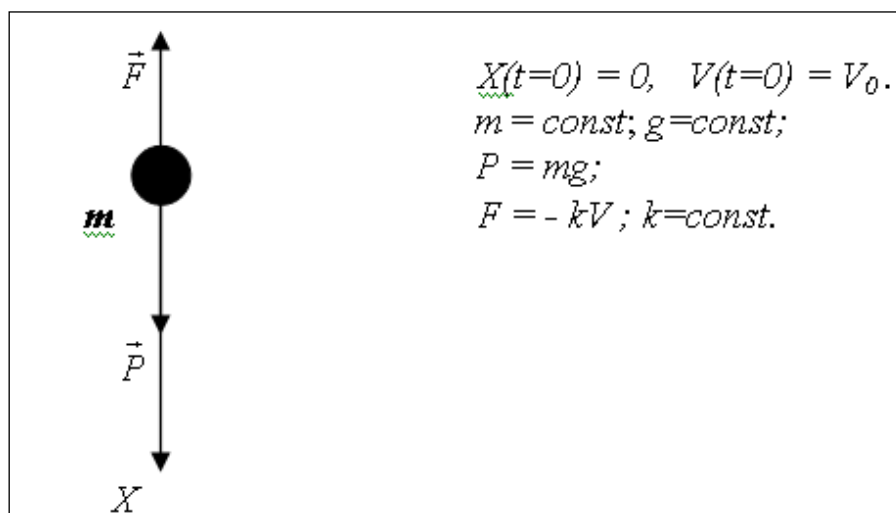 F
X(t=0) = 0, V(t=0) = V₀.
m = const; g=const;
P = mg;
m
F = - kV ; k=const.
P
X